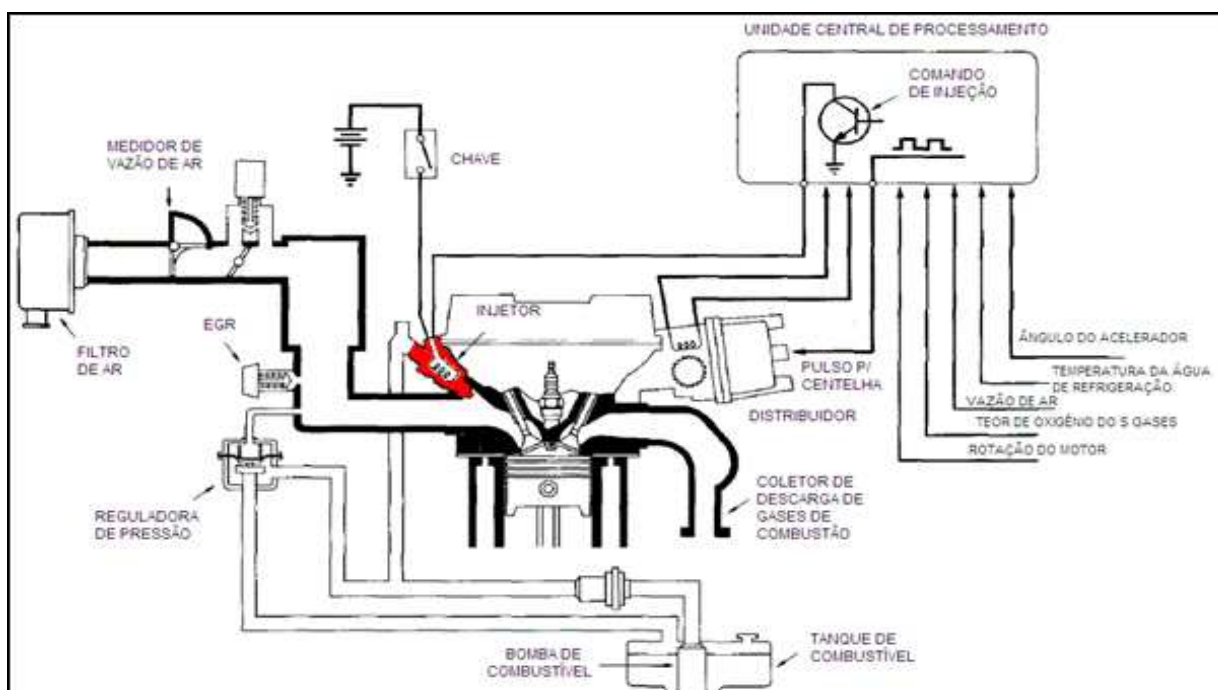 UNIDADE CENTRAL DE PROCESSAMENTO
COMANDO
DE INJEÇÃO
MEDIDOR DE
VAZÃO DE AR
CHAVE
INJETOR
EGR
FILTRO
DE AR
PULSO P/
CENTELHA
DISTRIBUIDOR
ÂNGULO DO ACELERADOR
TEMPERATURA DA ÁGUA
DE REFRIGERAÇÃO
VAZÃO DE AR
TEOR DE OXIGÊNIO DO S GASES
ROTAÇÃO DO MOTOR
COLETOR DE
DESCARGA DE
GASES DE
COMBUSTÃO
REGULADORA
DE PRESSÃO
BOMBA DE
COMBUSTÍVEL
TANQUE DE
COMBUSTÍVEL